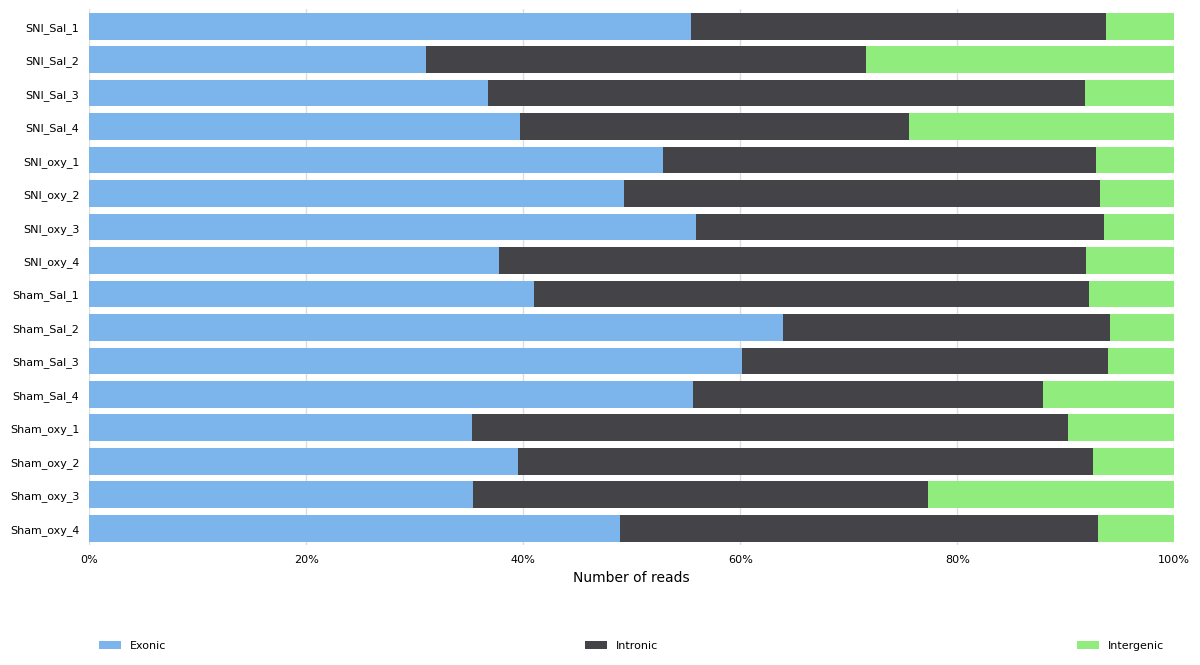 SNI_Sal_1
SNI_Sal_2
SNI_Sal_3
SNI_Sal_4
SNI_oxy_1
SNI_oxy_2
SNI_oxy_3
SNI_oxy_4
Sham_Sal_1
Sham_Sal_2
Sham_Sal_3
Sham_Sal_4
Sham_oxy_1
Sham_oxy_2
Sham_oxy_3
Sham_oxy_4
0% 20% 40% 60% 80% 100%
Number of reads
Exonic Intronic Intergenic